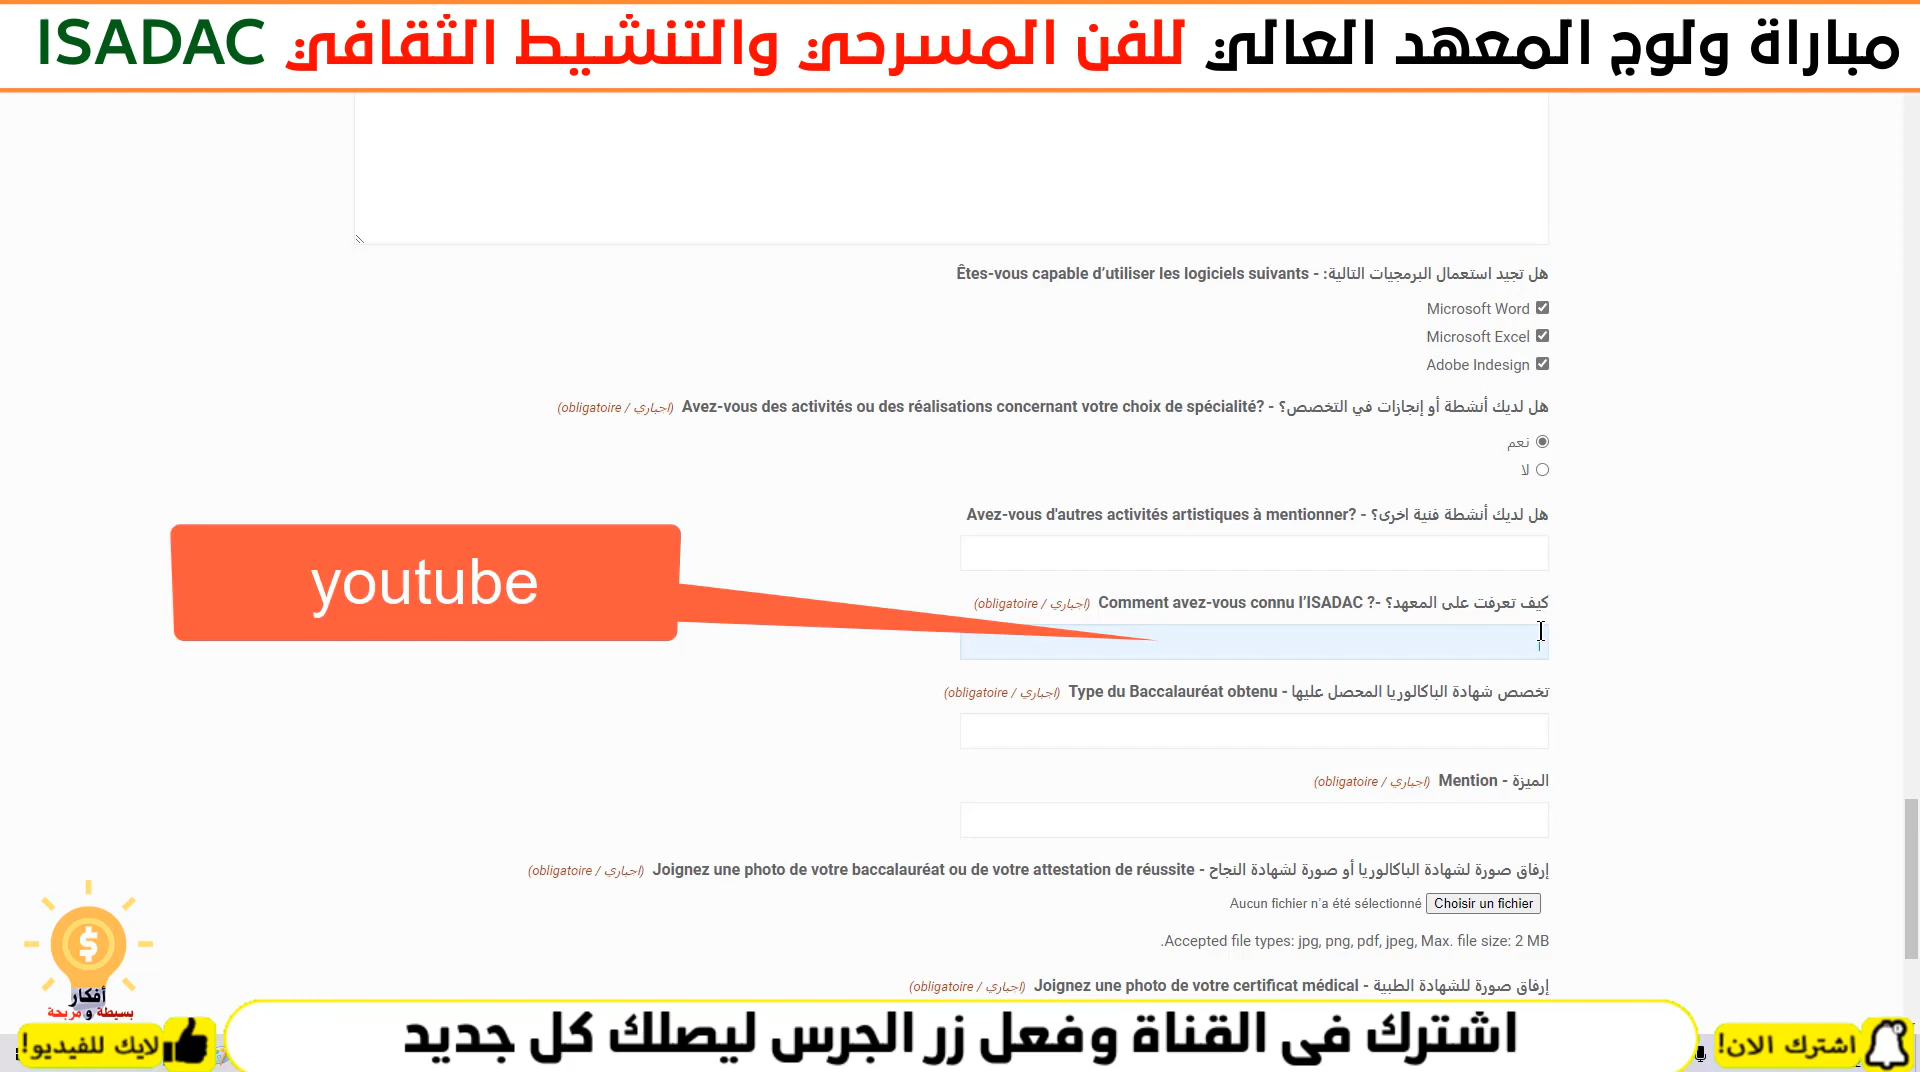 مباراة ولوج المعهد العالي للفن المسرحي والتنشيط الثقافي ISADAC
هل تجيد استعمال البرمجيات التالية: - Êtes-vous capable d’utiliser les logiciels suivants
Microsoft Word
Microsoft Excel
Adobe Indesign
هل لديك أنشطة أو إنجازات في التخصص؟ - Avez-vous des activités ou des réalisations concernant votre choix de spécialité? (اجباري / obligatoire)
نعم
لا
هل لديك أنشطة فنية اخرى؟ - Avez-vous d'autres activités artistiques à mentionner?
youtube
كيف تعرفت على المعهد؟ -? Comment avez-vous connu l’ISADAC (اجباري / obligatoire)
تخصص شهادة الباكالوريا المحصل عليها - Type du Baccalauréat obtenu (اجباري / obligatoire)
الميزة - Mention (اجباري / obligatoire)
إرفاق صورة لشهادة الباكالوريا أو صورة لشهادة النجاح - Joignez une photo de votre baccalauréat ou de votre attestation de réussite (اجباري / obligatoire)
Choisir un fichier Aucun fichier n’a été sélectionné
.Accepted file types: jpg, png, pdf, jpeg, Max. file size: 2 MB
إرفاق صورة للشهادة الطبية - Joignez une photo de votre certificat médical (اجباري / obligatoire)
$
أفكار
بسيطة و مربحة
اشترك الان!
اشترك في القناة وفعل زر الجرس ليصلك كل جديد
لايك للفيديو!